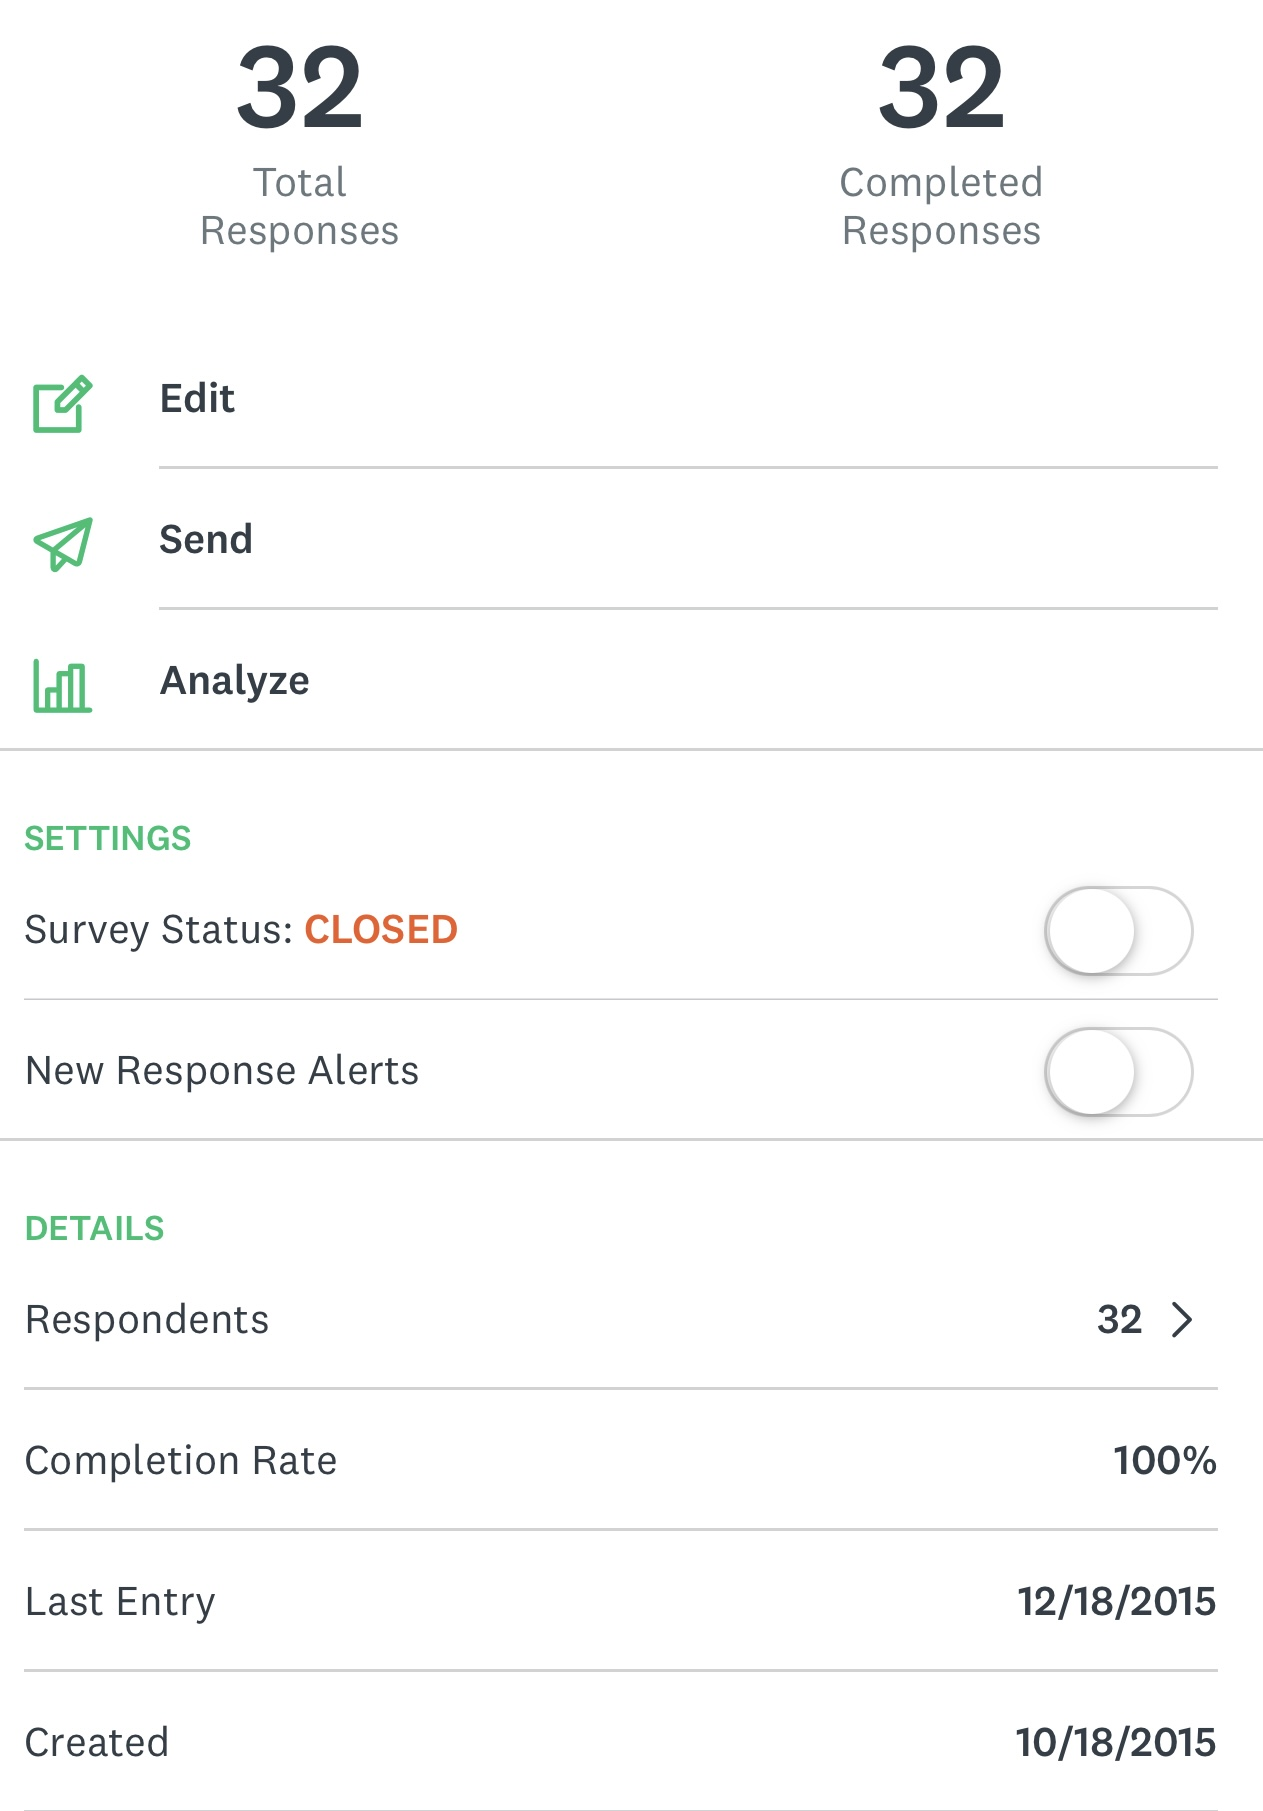 32
Total
Responses
32
Completed
Responses
Edit
Send
Analyze
SETTINGS
Survey Status: CLOSED
New Response Alerts
DETAILS
Respondents 32
Completion Rate 100%
Last Entry 12/18/2015
Created 10/18/2015